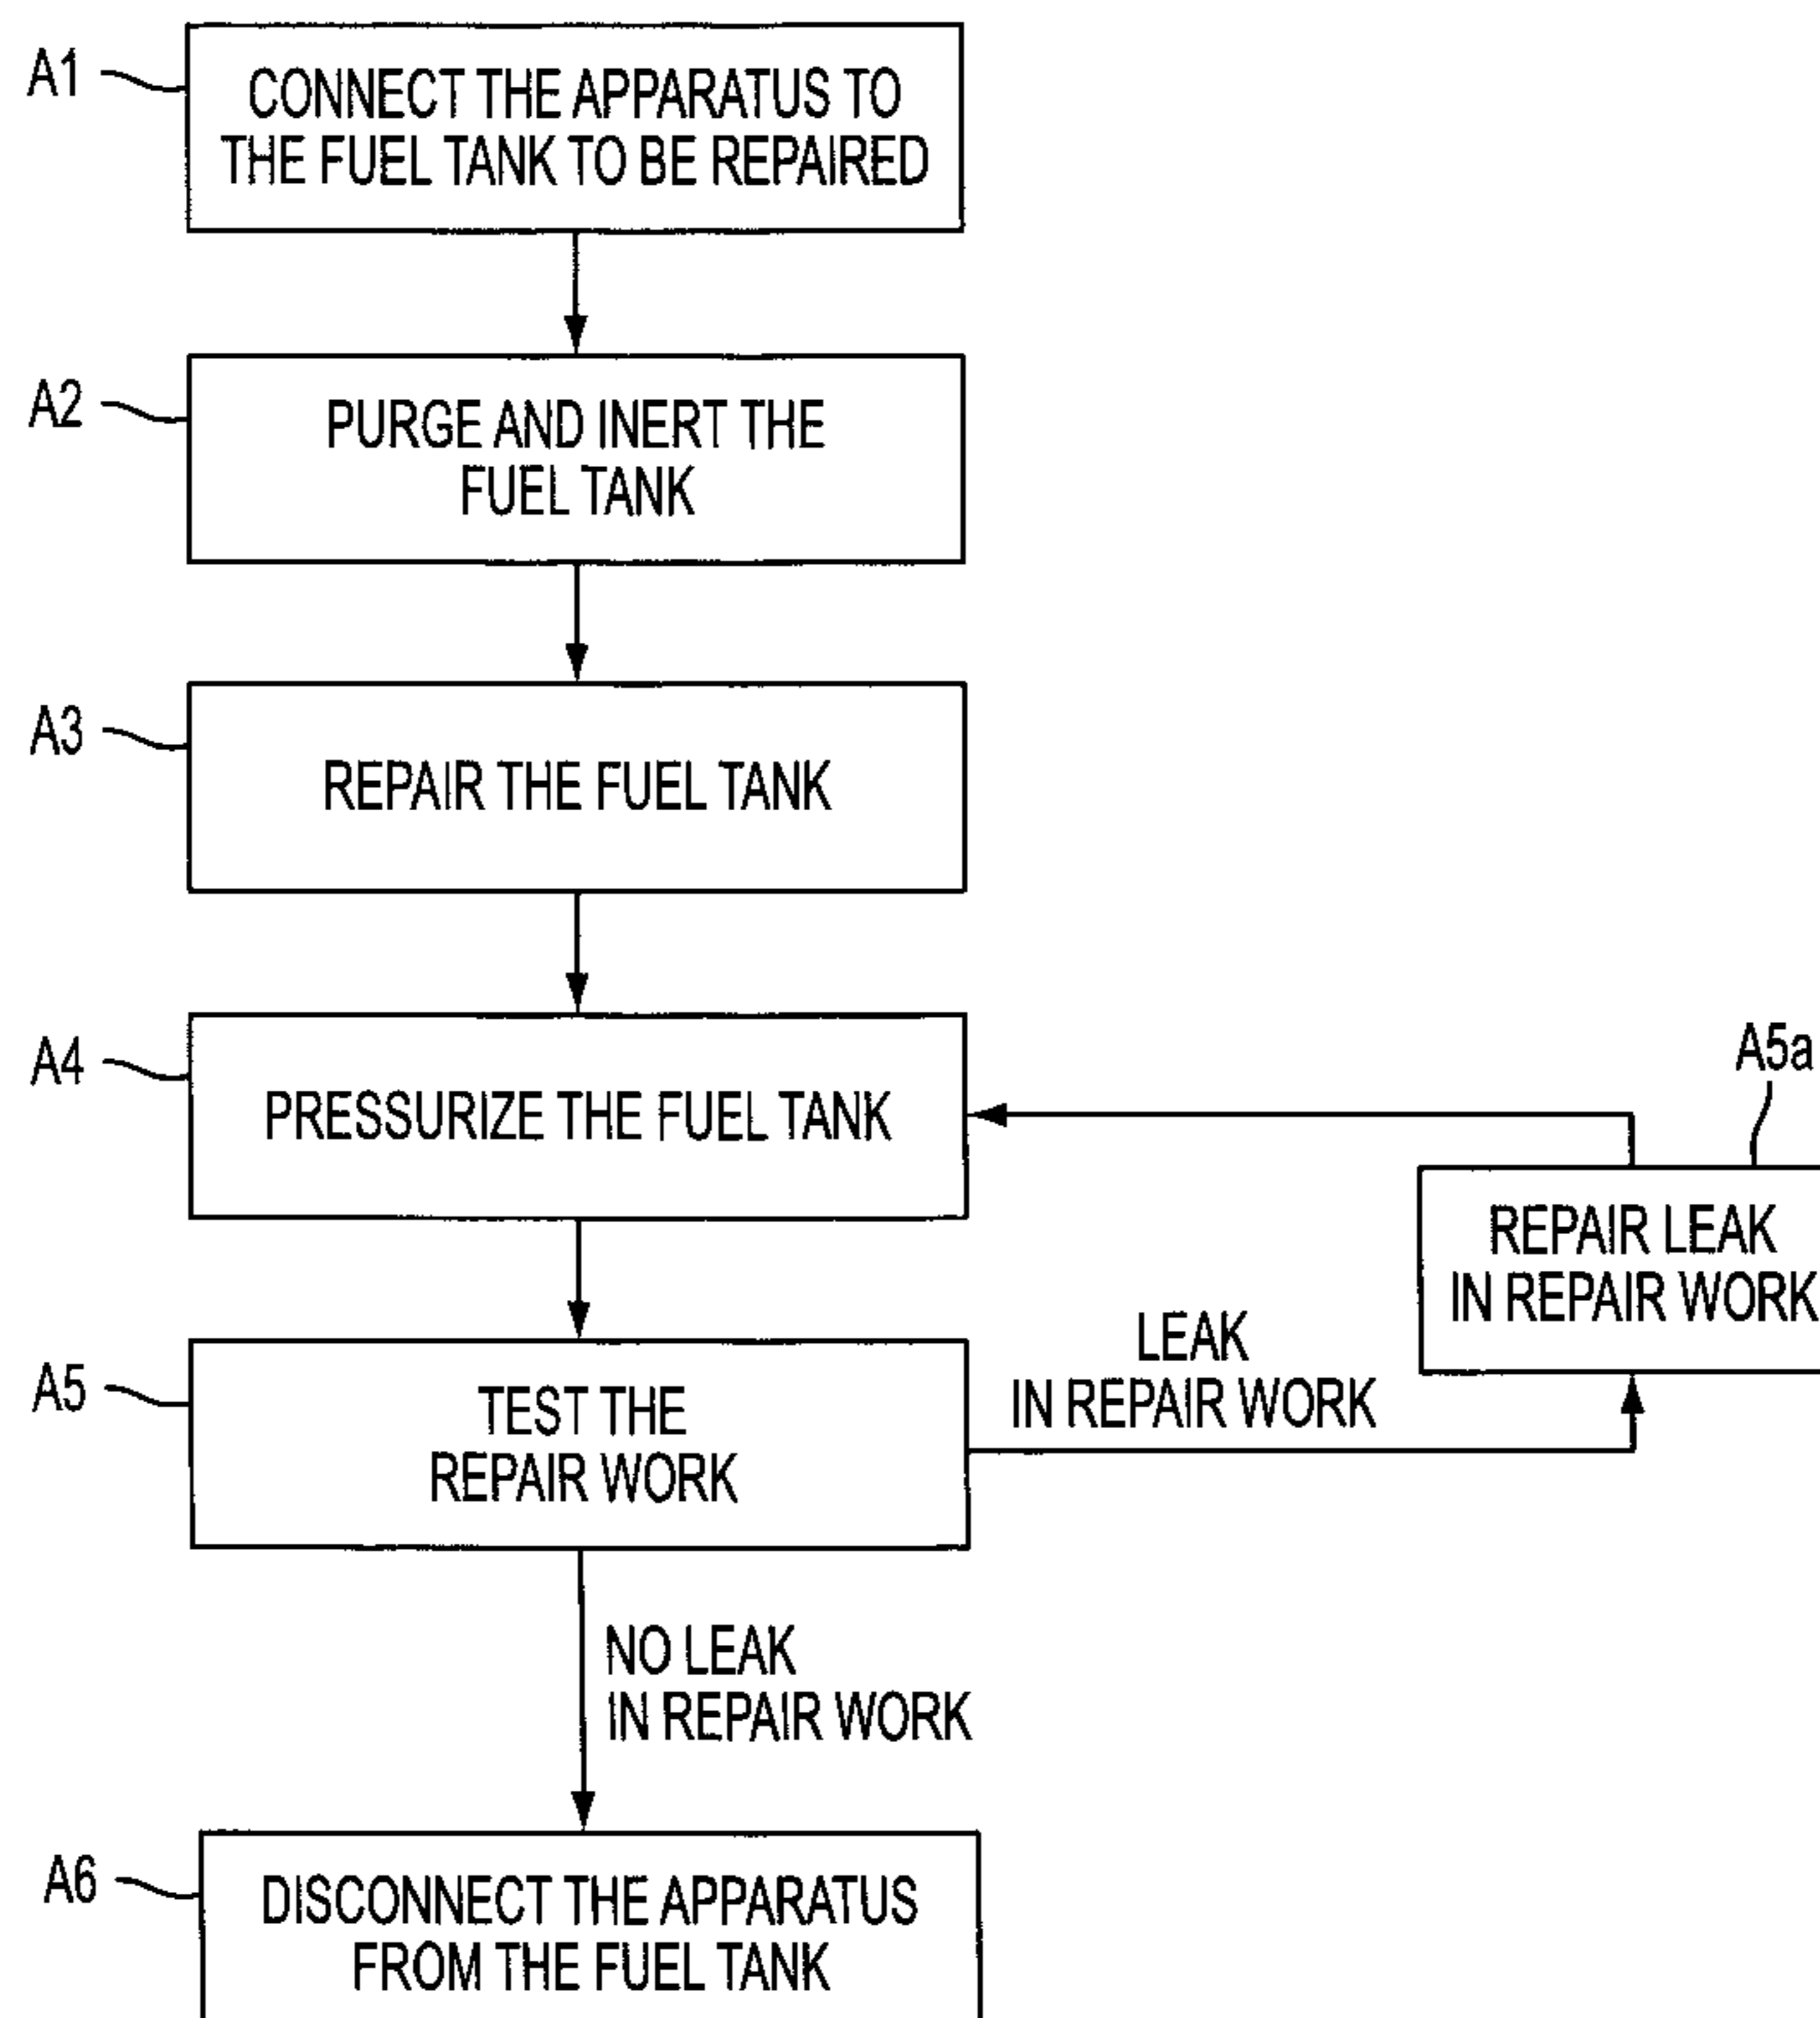 A1
CONNECT THE APPARATUS TO
THE FUEL TANK TO BE REPAIRED
A2
PURGE AND INERT THE
FUEL TANK
A3
REPAIR THE FUEL TANK
A4
PRESSURIZE THE FUEL TANK
A5a
REPAIR LEAK
IN REPAIR WORK
LEAK
IN REPAIR WORK
A5
TEST THE
REPAIR WORK
NO LEAK
IN REPAIR WORK
A6
DISCONNECT THE APPARATUS
FROM THE FUEL TANK